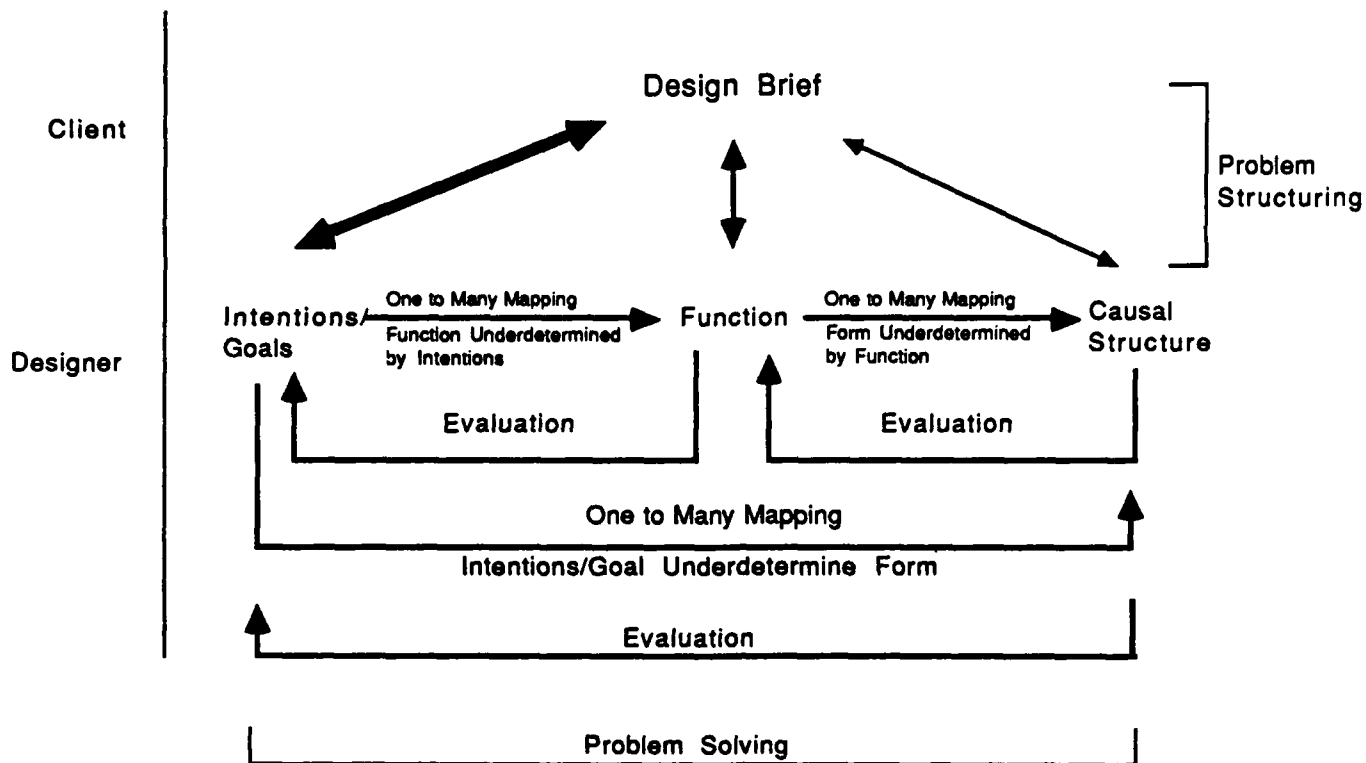 Design Brief
Client
Problem
Structuring
One to Many Mapping
One to Many Mapping
Intentions/
Goals
Function
Causal
Structure
Function Underdetermined
by Intentions
Form Underdetermined
by Function
Designer
Evaluation
Evaluation
One to Many Mapping
Intentions/Goal Underdetermine Form
Evaluation
Problem Solving